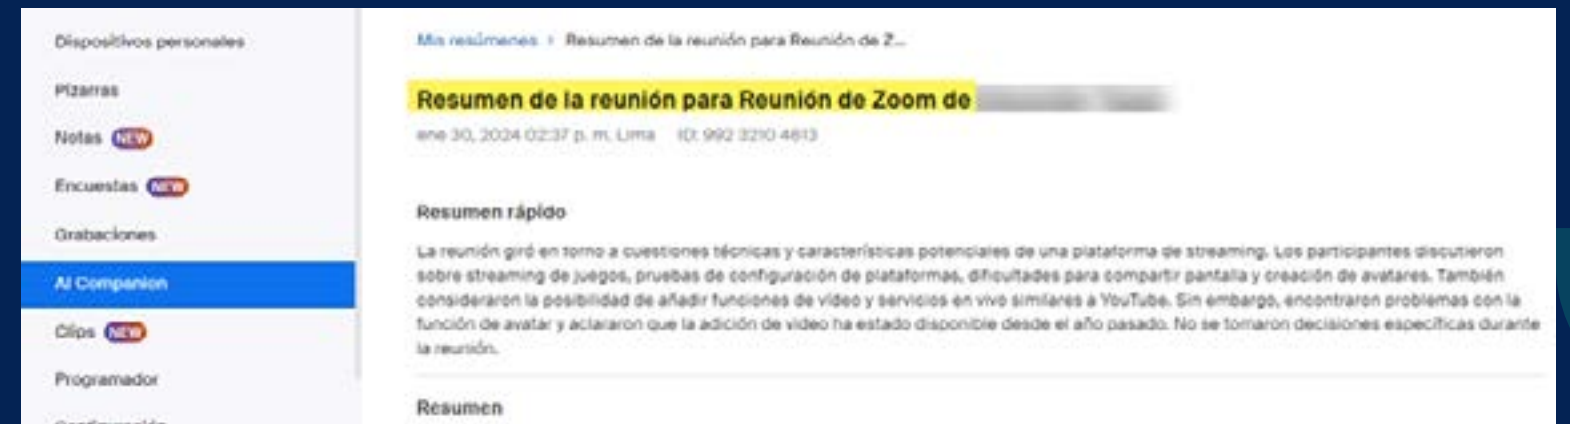 Dispositivos personales
Pizarras
Notas NEW
Encuestas NEW
Grabaciones
AI Companion
Clips NEW
Programador
Configuración
Mis resúmenes › Resumen de la reunión para Reunión de Z...
Resumen de la reunión para Reunión de Zoom de
ene 30, 2024 02:37 p. m. Lima ID: 992 3210 4613
Resumen rápido
La reunión giró en torno a cuestiones técnicas y características potenciales de una plataforma de streaming. Los participantes discutieron
sobre streaming de juegos, pruebas de configuración de plataformas, dificultades para compartir pantalla y creación de avatares. También
consideraron la posibilidad de añadir funciones de video y servicios en vivo similares a YouTube. Sin embargo, encontraron problemas con la
función de avatar y aclararon que la adición de video ha estado disponible desde el año pasado. No se tomaron decisiones específicas durante
la reunión.
Resumen